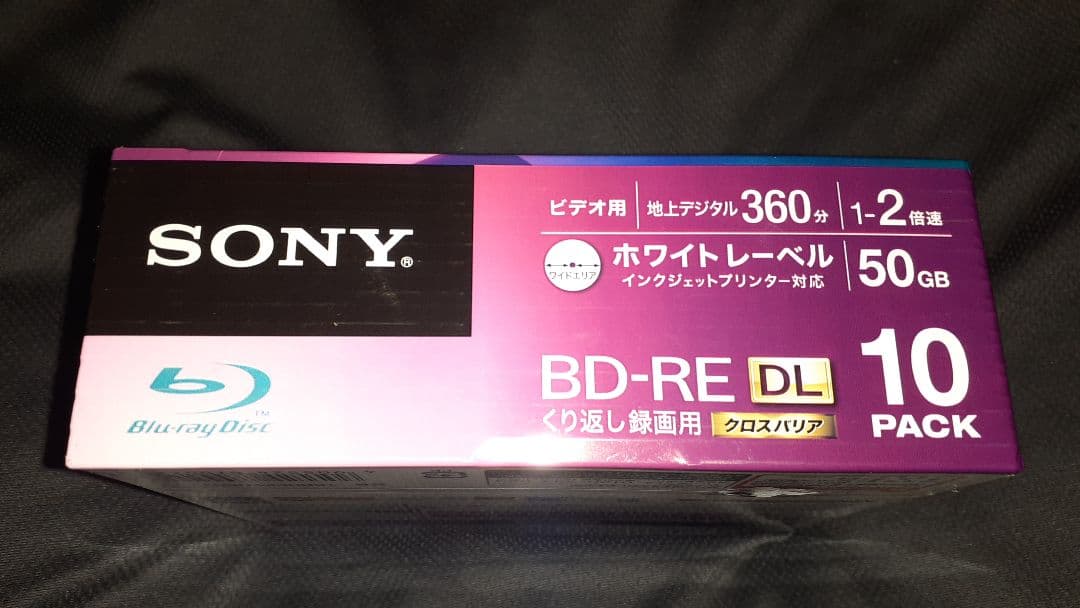 SONY®
ビデオ用 地上デジタル360分 1-2倍速
ワイドエリア
ホワイトレーベル
インクジェットプリンター対応
50GB
BD-RE DL
くり返し録画用 クロスバリア
10
PACK
Blu-ray Disc™